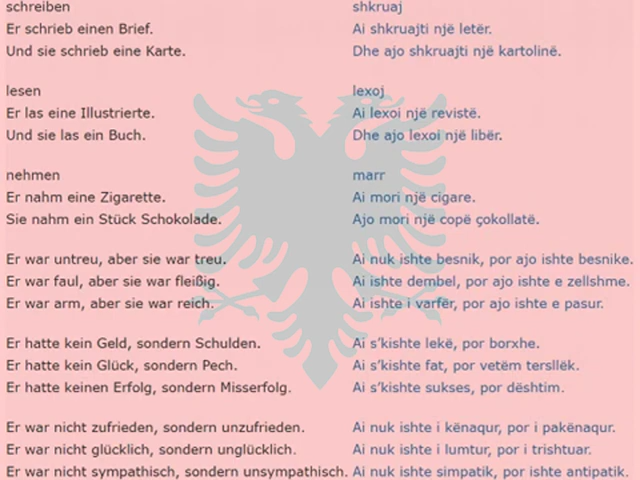 schreiben shkruaj
Er schrieb einen Brief. Ai shkruajti një letër.
Und sie schrieb eine Karte. Dhe ajo shkruajti një kartolinë.
lesen lexoj
Er las eine Illustrierte. Ai lexoi një revistë.
Und sie las ein Buch. Dhe ajo lexoi një libër.
nehmen marr
Er nahm eine Zigarette. Ai mori një cigare.
Sie nahm ein Stück Schokolade. Ajo mori një copë çokollatë.
Er war untreu, aber sie war treu. Ai nuk ishte besnik, por ajo ishte besnike.
Er war faul, aber sie war fleißig. Ai ishte dembel, por ajo ishte e zellshme.
Er war arm, aber sie war reich. Ai ishte i varfër, por ajo ishte e pasur.
Er hatte kein Geld, sondern Schulden. Ai s’kishte lekë, por borxhe.
Er hatte kein Glück, sondern Pech. Ai s’kishte fat, por vetëm tersllëk.
Er hatte keinen Erfolg, sondern Misserfolg. Ai s’kishte sukses, por dështim.
Er war nicht zufrieden, sondern unzufrieden. Ai nuk ishte i kënaqur, por i pakënaqur.
Er war nicht glücklich, sondern unglücklich. Ai nuk ishte i lumtur, por i trishtuar.
Er war nicht sympathisch, sondern unsympathisch. Ai nuk ishte simpatik, por ishte antipatik.